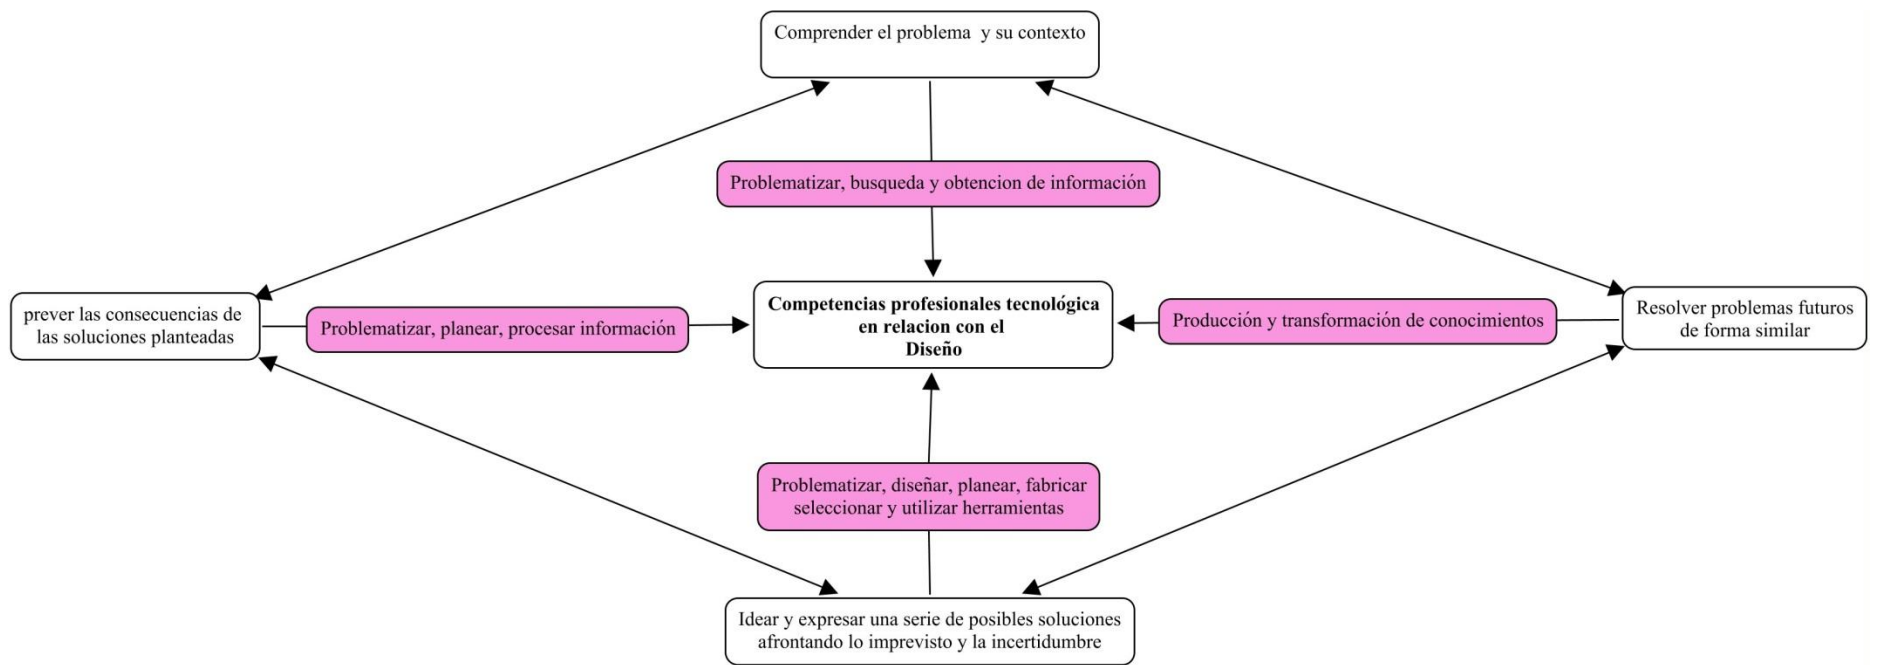 Comprender el problema y su contexto
Problematizar, busqueda y obtencion de información
prever las consecuencias de
las soluciones planteadas
Problematizar, planear, procesar información
Competencias profesionales tecnológica
en relacion con el
Diseño
Producción y transformación de conocimientos
Resolver problemas futuros
de forma similar
Problematizar, diseñar, planear, fabricar
seleccionar y utilizar herramientas
Idear y expresar una serie de posibles soluciones
afrontando lo imprevisto y la incertidumbre